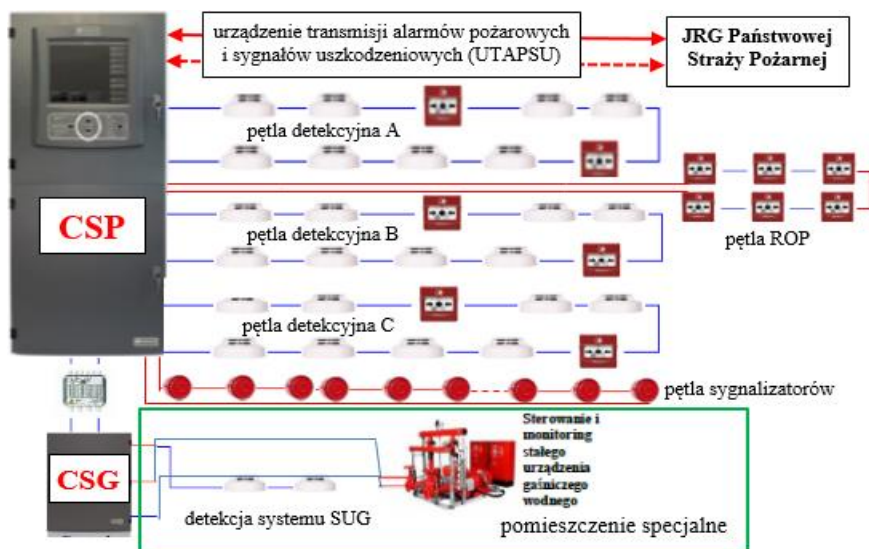 urządzenie transmisji alarmów pożarowych
i sygnałów uszkodzeniowych (UTAPSU)
JRG Państwowej
Straży Pożarnej
pętla detekcyjna A
CSP
pętla detekcyjna B
pętla ROP
pętla detekcyjna C
pętla sygnalizatorów
CSG
Sterowanie i
monitoring
stałego
urządzenia
gaśniczego
wodnego
detekcja systemu SUG
pomieszczenie specjalne